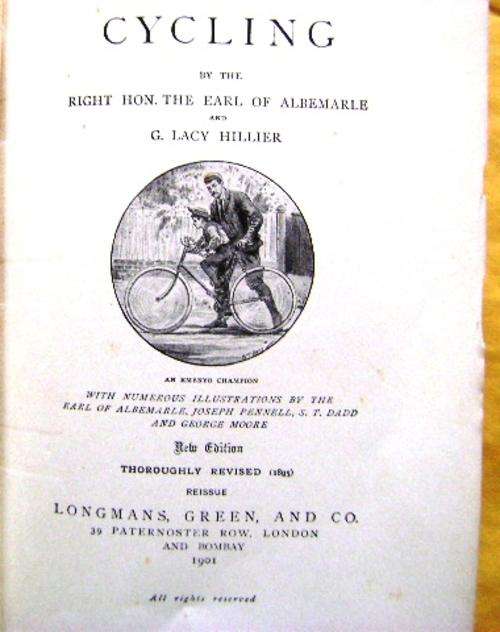 CYCLING
BY THE
RIGHT HON. THE EARL OF ALBEMARLE
AND
G. LACY HILLIER
AN EMBRYO CHAMPION
WITH NUMEROUS ILLUSTRATIONS BY THE
EARL OF ALBEMARLE, JOSEPH PENNELL, S. T. DADD
AND GEORGE MOORE
New Edition
THOROUGHLY REVISED (1895)
REISSUE
LONGMANS, GREEN, AND CO.
39 PATERNOSTER ROW, LONDON
AND BOMBAY
1901
All rights reserved